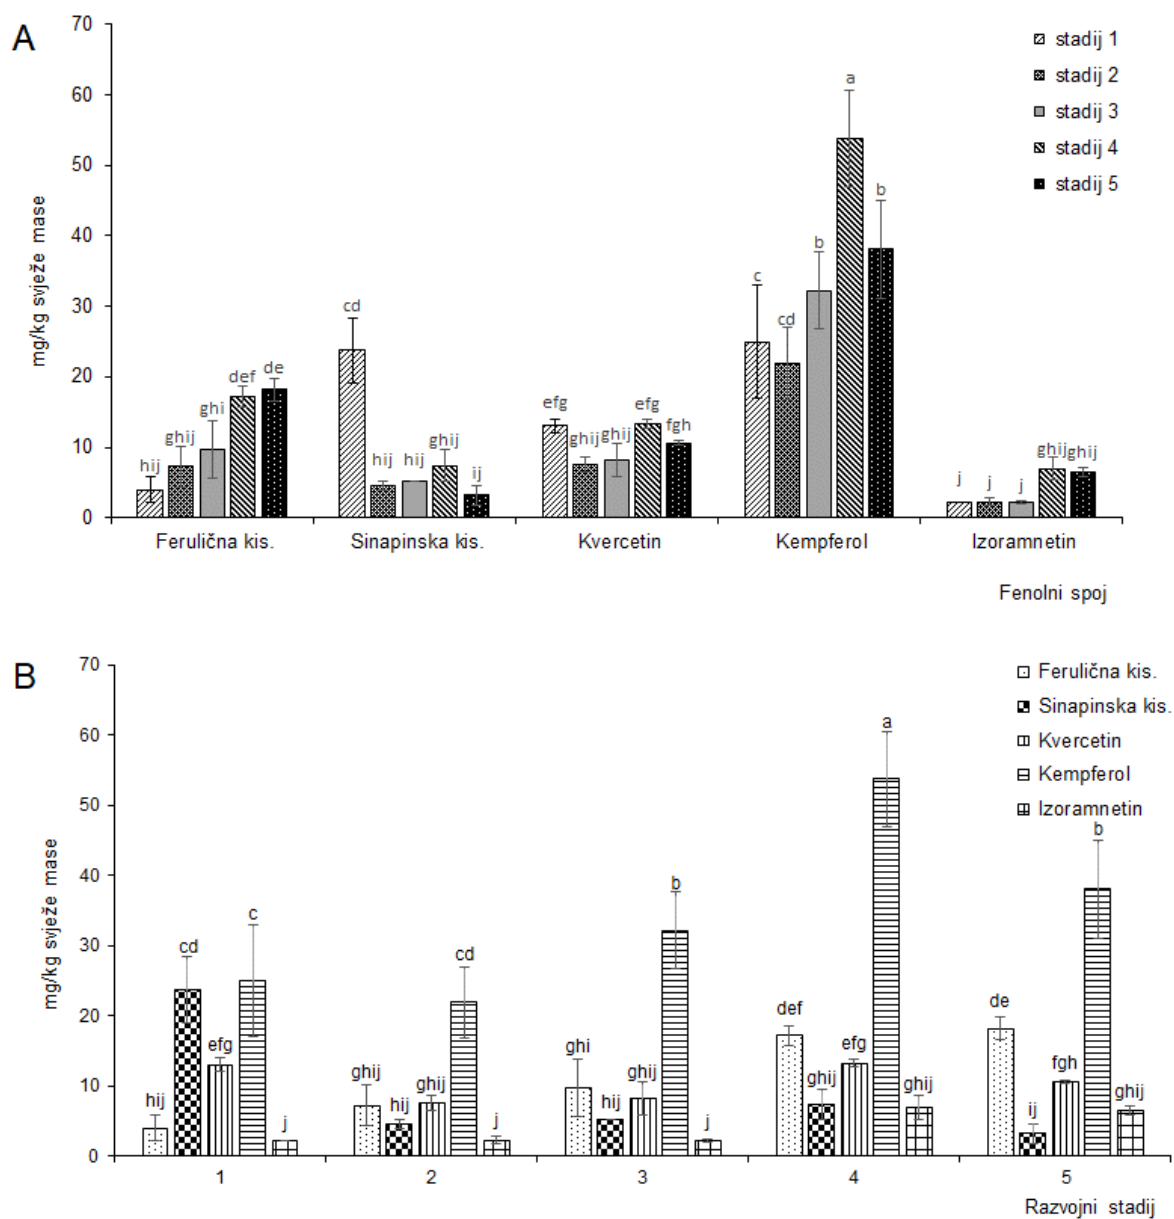 A
70
60
50
40
30
20
10
0
mg/kg svježe mase
stadij 1
stadij 2
stadij 3
stadij 4
stadij 5
hij ghij ghi def de
cd hij hij ghij ij
efg ghij ghij efg fgh
c cd b a b
j j j ghij ghij
Ferulična kis. Sinapinska kis. Kvercetin Kempferol Izoramnetin
Fenolni spoj
B
70
60
50
40
30
20
10
0
mg/kg svježe mase
Ferulična kis.
Sinapinska kis.
Kvercetin
Kempferol
Izoramnetin
hij cd efg c j
ghij hij ghij cd j
ghi hij ghij b j
def ghij efg a ghij
de ij fgh b ghij
1 2 3 4 5
Razvojni stadij